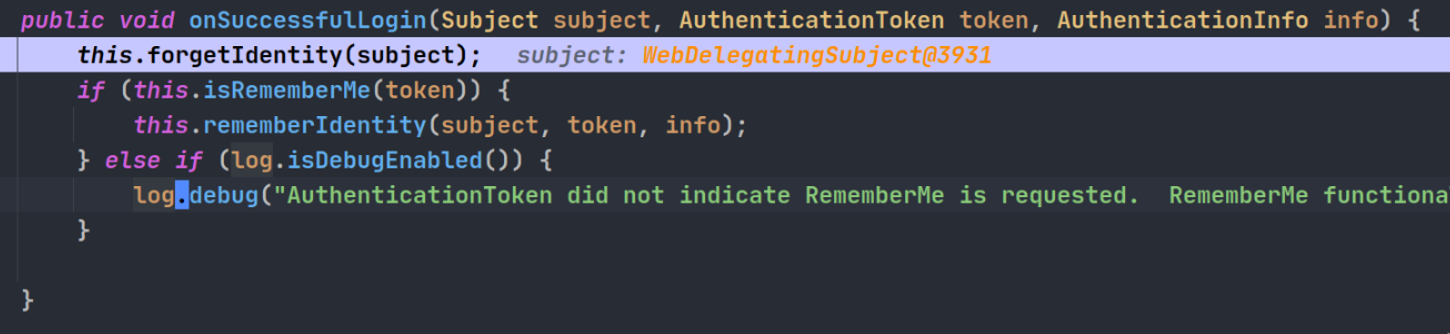 public void onSuccessfulLogin(Subject subject, AuthenticationToken token, AuthenticationInfo info) {
    this.forgetIdentity(subject);   subject: WebDelegatingSubject@3931
    if (this.isRememberMe(token)) {
        this.rememberIdentity(subject, token, info);
    } else if (log.isDebugEnabled()) {
        log.debug("AuthenticationToken did not indicate RememberMe is requested.  RememberMe functiona
    }
}